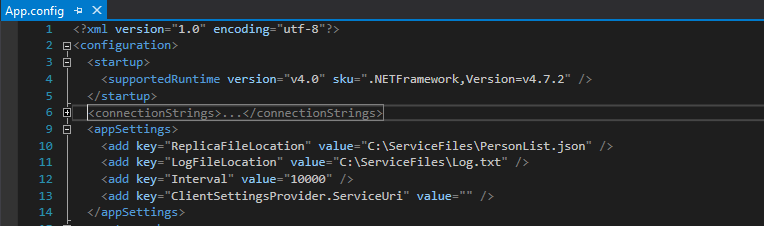 App.config
1 <?xml version="1.0" encoding="utf-8"?>
2 <configuration>
3 <startup>
4 <supportedRuntime version="v4.0" sku=".NETFramework,Version=v4.7.2" />
5 </startup>
6 <connectionStrings>...</connectionStrings>
9 <appSettings>
10 <add key="ReplicaFileLocation" value="C:\ServiceFiles\PersonList.json" />
11 <add key="LogFileLocation" value="C:\ServiceFiles\Log.txt" />
12 <add key="Interval" value="10000" />
13 <add key="ClientSettingsProvider.ServiceUri" value="" />
14 </appSettings>